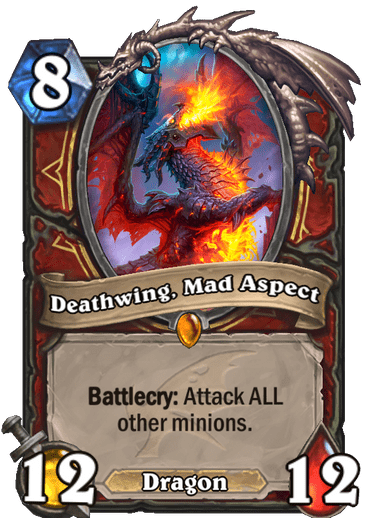 8
Deathwing, Mad Aspect
Battlecry: Attack ALL
other minions.
12
Dragon
12